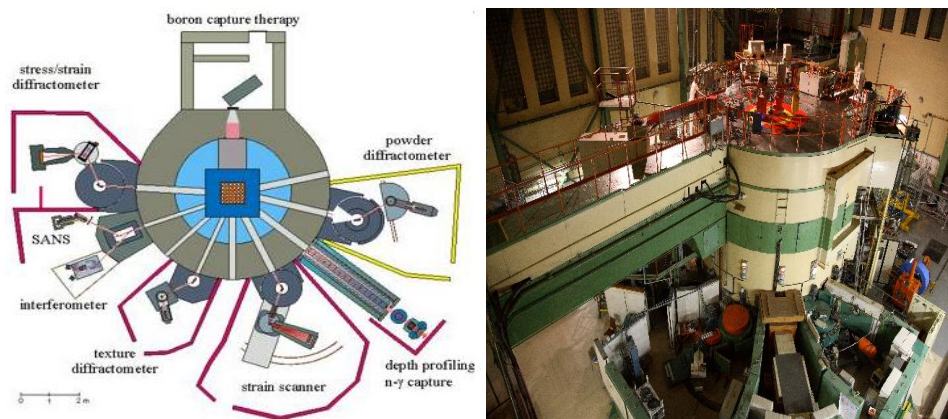 boron capture therapy
stress/strain
diffractometer
powder
diffractometer
SANS
interferometer
texture
diffractometer
strain scanner
depth profiling
n-γ capture
0 1 2 m